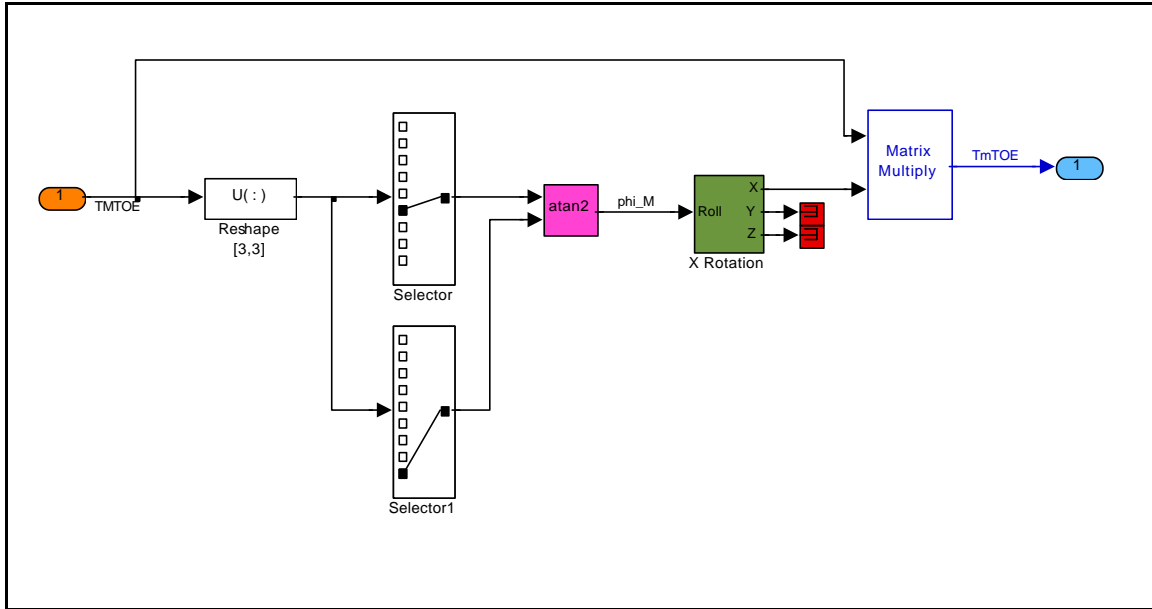 1
TMTOE
U( : )
Reshape
[3,3]
Selector
Selector1
atan2
phi_M
Roll
X
Y
Z
X Rotation
Matrix
Multiply
TmTOE
1